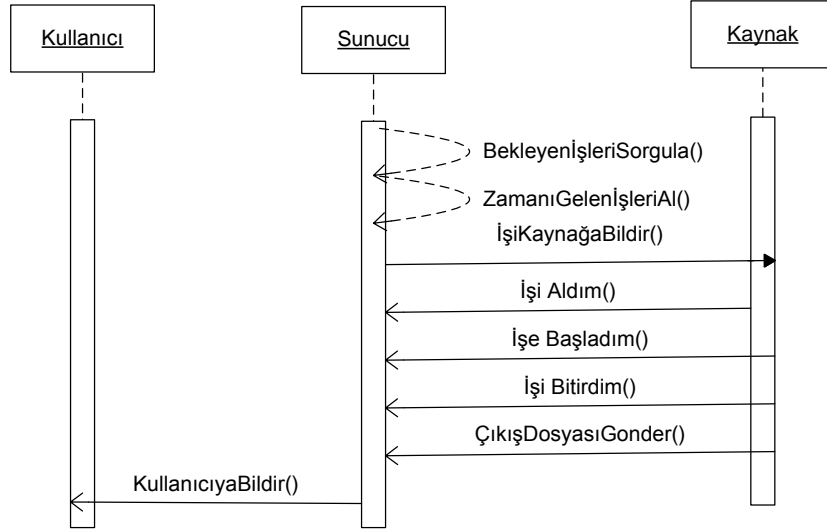 Kullanıcı
Sunucu
Kaynak
BekleyenİşleriSorgula()
ZamanıGelenİşleriAl()
İşiKaynağaBildir()
İşi Aldım()
İşe Başladım()
İşi Bitirdim()
ÇıkışDosyasıGonder()
KullanıcıyaBildir()